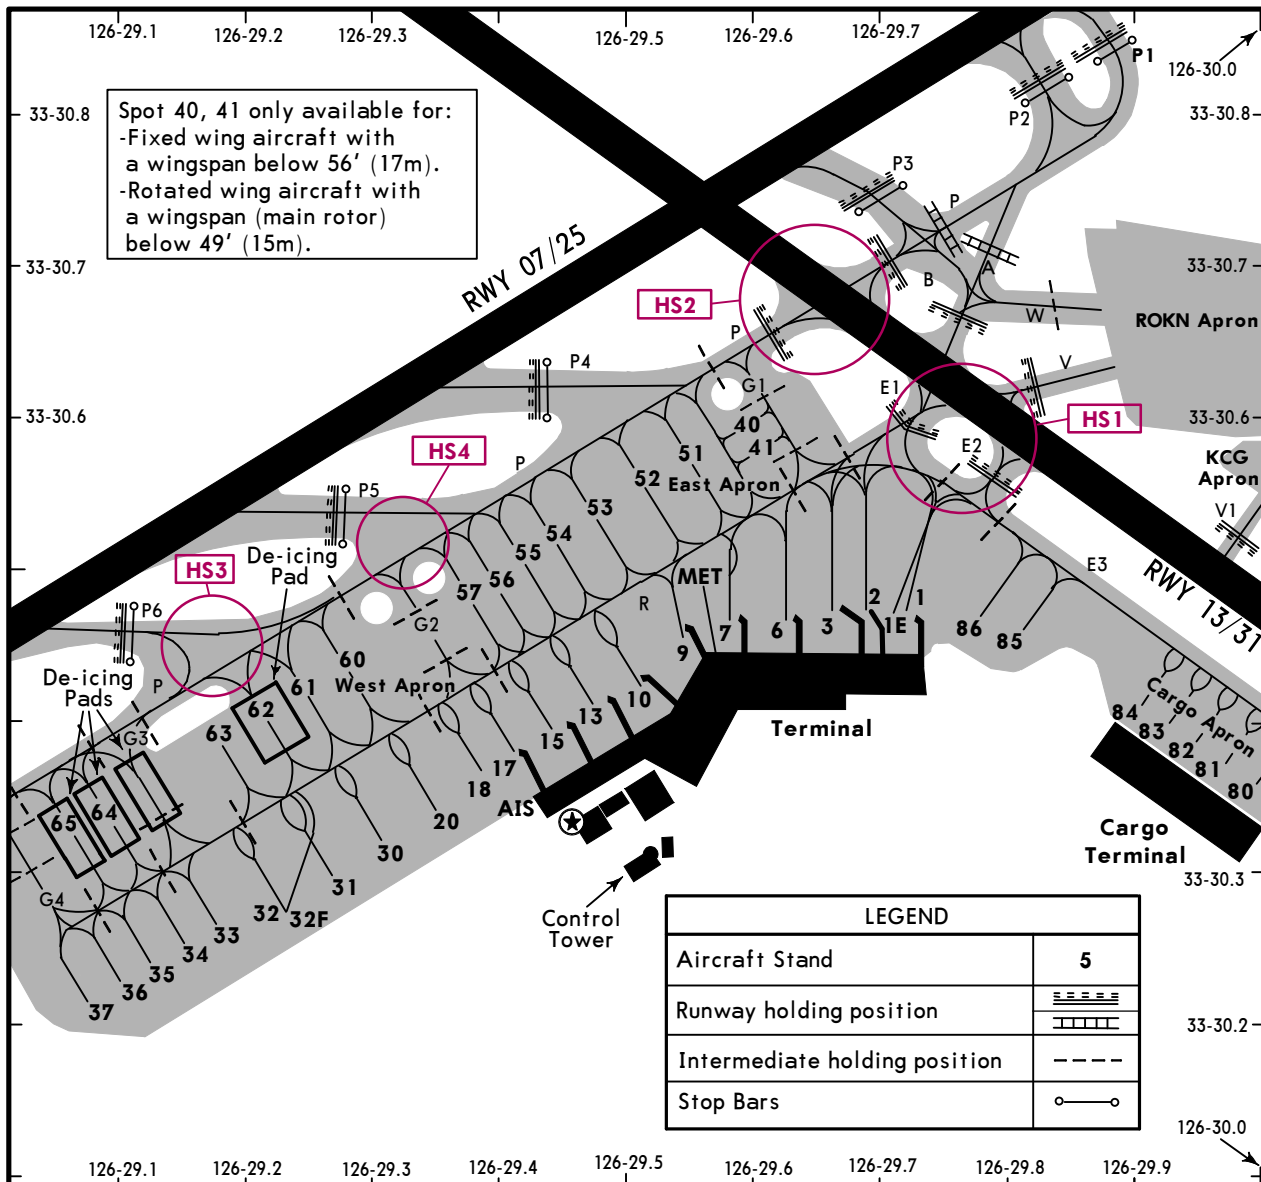 126-29.1
126-29.2
126-29.3
126-29.5
126-29.6
126-29.7
126-30.0
33-30.8
33-30.8
Spot 40, 41 only available for:
-Fixed wing aircraft with
a wingspan below 56' (17m).
-Rotated wing aircraft with
a wingspan (main rotor)
below 49' (15m).
P1
P2
P3
P
A
B
W
V
33-30.7
33-30.7
RWY 07/25
HS2
P
ROKN Apron
P4
G1
E1
33-30.6
33-30.6
HS1
HS4
40
41
51
52
East Apron
E2
KCG
Apron
V1
P
P5
53
54
55
56
57
De-icing
Pad
HS3
P6
MET
R
E3
RWY 13/31
G2
9
7
6
3
2
1E
1
86
85
60
West Apron
61
62
63
De-icing
Pads
P
G3
10
13
15
17
18
20
30
31
32
32F
33
34
35
36
37
64
65
G4
Terminal
AIS
Cargo Apron
84
83
82
81
80
Cargo
Terminal
Control
Tower
33-30.3
LEGEND
Aircraft Stand
5
Runway holding position
Intermediate holding position
Stop Bars
33-30.2
126-30.0
126-29.1
126-29.2
126-29.3
126-29.4
126-29.5
126-29.6
126-29.7
126-29.8
126-29.9